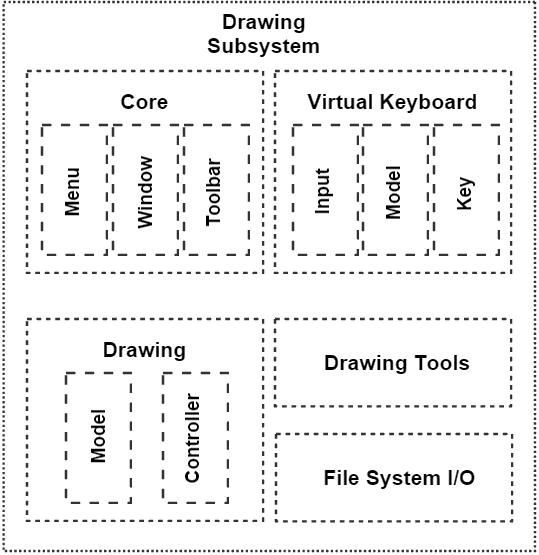 Drawing
Subsystem
Core
Menu
Window
Toolbar
Virtual Keyboard
Input
Model
Key
Drawing
Model
Controller
Drawing Tools
File System I/O